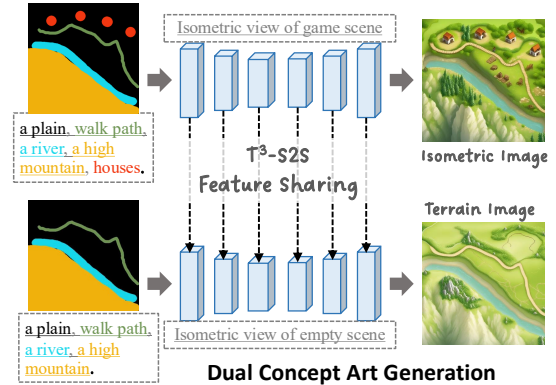 Isometric view of game scene
a plain, walk path,
a river, a high
mountain, houses.
T³-S2S
Feature Sharing
Isometric Image
Terrain Image
a plain, walk path,
a river, a high
mountain.
Isometric view of empty scene
Dual Concept Art Generation